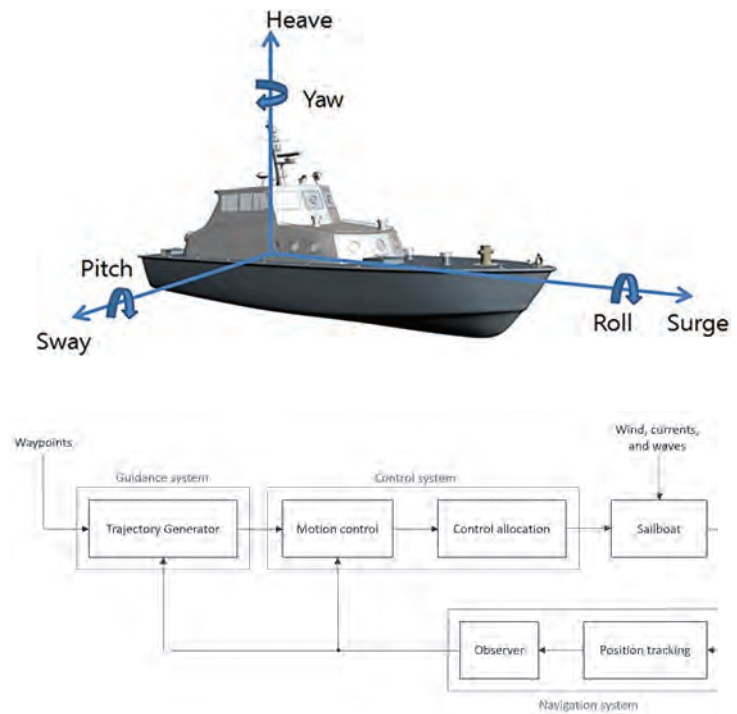 Heave
Yaw
Pitch
Sway
Roll
Surge
Waypoints
Wind, currents,
and waves
Guidance system
Control system
Trajectory Generator
Motion control
Control allocation
Sailboat
Observer
Position tracking
Navigation system